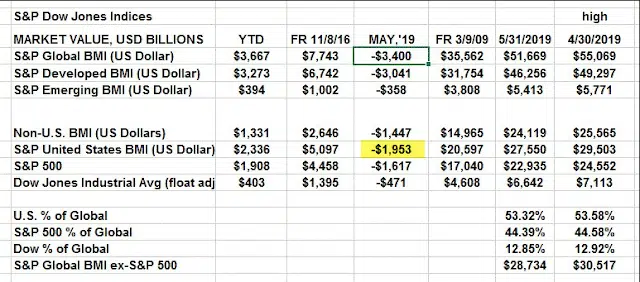 S&P Dow Jones Indices high
MARKET VALUE, USD BILLIONS YTD FR 11/8/16 MAY,'19 FR 3/9/09 5/31/2019 4/30/2019
S&P Global BMI (US Dollar) $3,667 $7,743 -$3,400 $35,562 $51,669 $55,069
S&P Developed BMI (US Dollar) $3,273 $6,742 -$3,041 $31,754 $46,256 $49,297
S&P Emerging BMI (US Dollar) $394 $1,002 -$358 $3,808 $5,413 $5,771
Non-U.S. BMI (US Dollars) $1,331 $2,646 -$1,447 $14,965 $24,119 $25,565
S&P United States BMI (US Dollar) $2,336 $5,097 -$1,953 $20,597 $27,550 $29,503
S&P 500 $1,908 $4,458 -$1,617 $17,040 $22,935 $24,552
Dow Jones Industrial Avg (float adj $403 $1,395 -$471 $4,608 $6,642 $7,113
U.S. % of Global 53.32% 53.58%
S&P 500 % of Global 44.39% 44.58%
Dow % of Global 12.85% 12.92%
S&P Global BMI ex-S&P 500 $28,734 $30,517